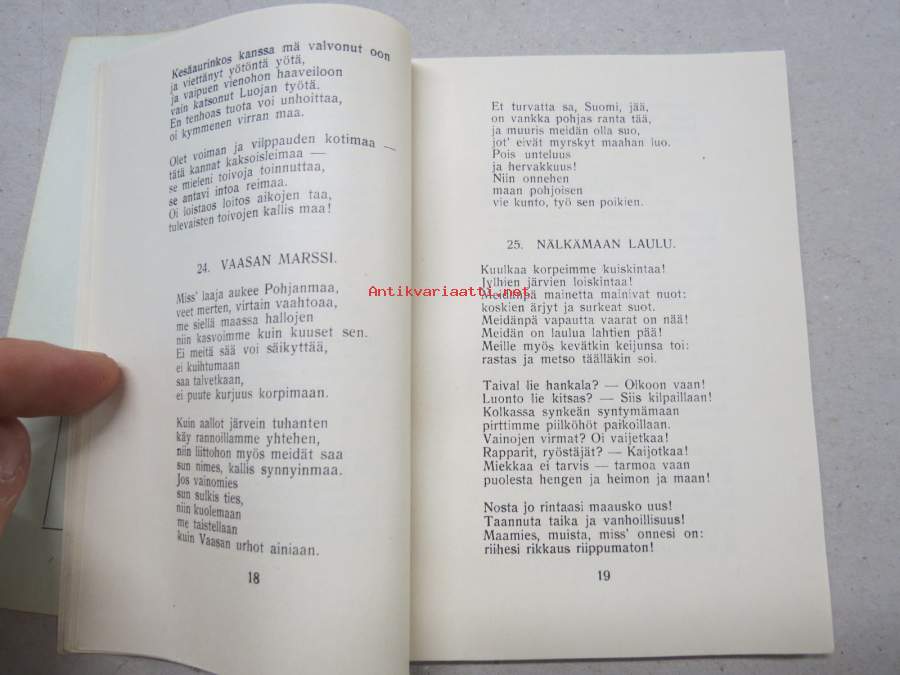 Kesäaurinkos kanssa mä valvonut oon
ja viettänyt yötöntä yötä,
ja vaipuen vienohon haaveiloon
vain katsonut Luojan työtä.
En tenhoas tuota voi unhoittaa,
oi kymmenen virran maa.
Olet voiman ja vilppauden kotimaa —
tätä kannat kaksoisleimaa —
se mieleni toivoja toinnuttaa,
se antavi intoa reimaa.
Oi loistaos loitos aikojen taa,
tulevaisten toivojen kallis maa!
24. VAASAN MARSSI.
Miss' laaja aukee Pohjanmaa,
veet merten, virtain vaahtoaa,
me siellä maassa hallojen
niin kasvoimme kuin kuuset sen.
Ei meitä sää voi säikyttää,
ei kuihtumaan
saa talvetkaan,
ei puute kurjuus korpimaan.
Kuin aallot järvein tuhanten
käy rannoillamme yhtehen,
niin liittohon myös meidät saa
sun nimes, kallis synnyinmaa.
Jos vainomies
sun sulkis ties,
niin kuolemaan
me taistellaan
kuin Vaasan urhot ainiaan.
18
Et turvatta sa, Suomi, jää,
on vankka pohjas ranta tää,
ja muuris meidän olla suo,
jot' eivät myrskyt maahan luo.
Pois unteluus
ja hervakkuus!
Niin onnehen
maan pohjoisen
vie kunto, työ sen poikien.
25. NÄLKÄMAAN LAULU.
Kuulkaa korpeimme kuiskintaa!
Jylhien järvien loiskintaa!
Antikvariaatti.net
Meidänpä mainetta mainivat nuot:
koskien ärjyt ja surkeat suot.
Meidänpä vapautta vaarat on nää!
Meidän on laulua lahtien pää!
Meille myös kevätkin keijunsa toi:
rastas ja metso täälläkin soi.
Taival lie hankala? — Olkoon vaan!
Luonto lie kitsas? — Siis kilpaillaan!
Kolkassa synkeän syntymämaan
pirttimme piilköhöt paikoillaan.
Vainojen virmat? Oi vaijetkaa!
Rapparit, ryöstäjät? — Kaijotkaa!
Miekkaa ei tarvis — tarmoa vaan
puolesta hengen ja heimon ja maan!
Nosta jo rintaasi maausko uus!
Taannuta taika ja vanhoillisuus!
Maamies, muista, miss' onnesi on:
riihesi rikkaus riippumaton!
19